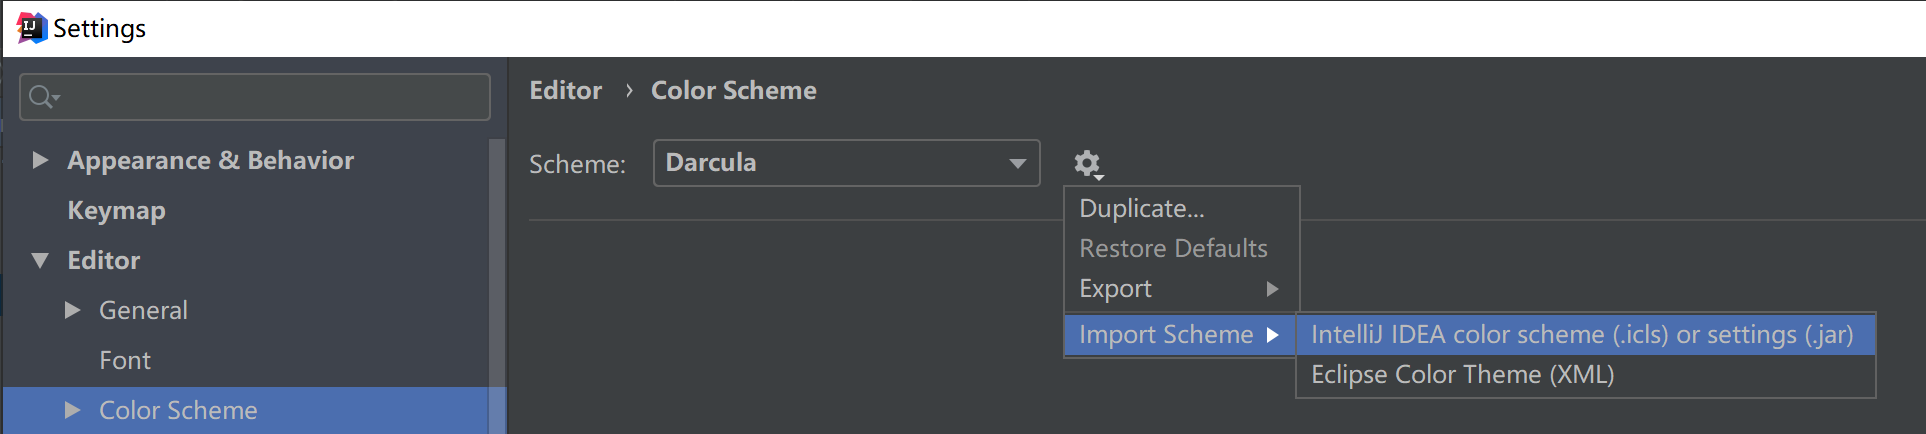 IJ
Settings
Appearance & Behavior
Keymap
Editor
General
Font
Color Scheme
Editor › Color Scheme
Scheme: Darcula
Duplicate...
Restore Defaults
Export
Import Scheme
IntelliJ IDEA color scheme (.icls) or settings (.jar)
Eclipse Color Theme (XML)